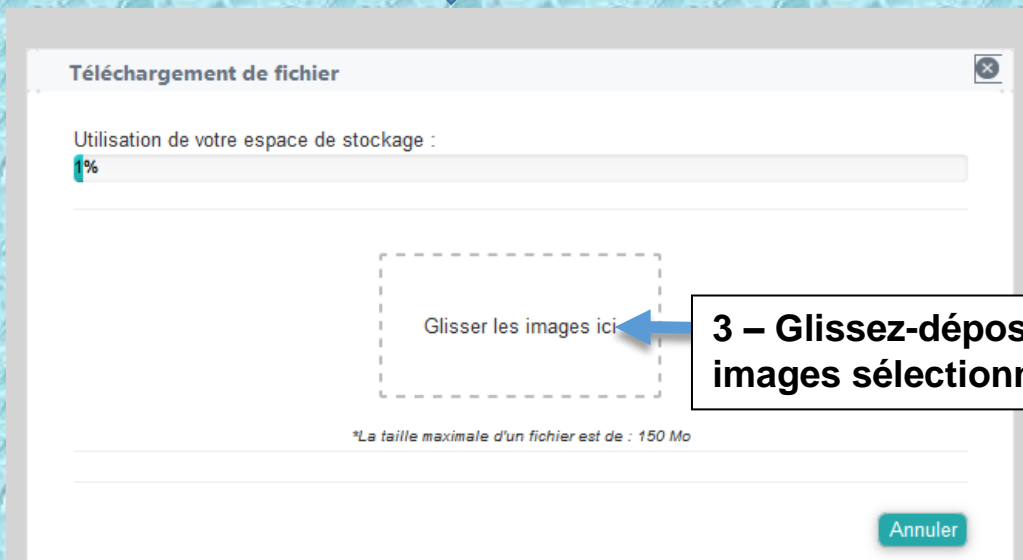 Téléchargement de fichier
Utilisation de votre espace de stockage :
1%
Glisser les images ici
3 – Glissez-dépos
images sélectionn
*La taille maximale d'un fichier est de : 150 Mo
Annuler